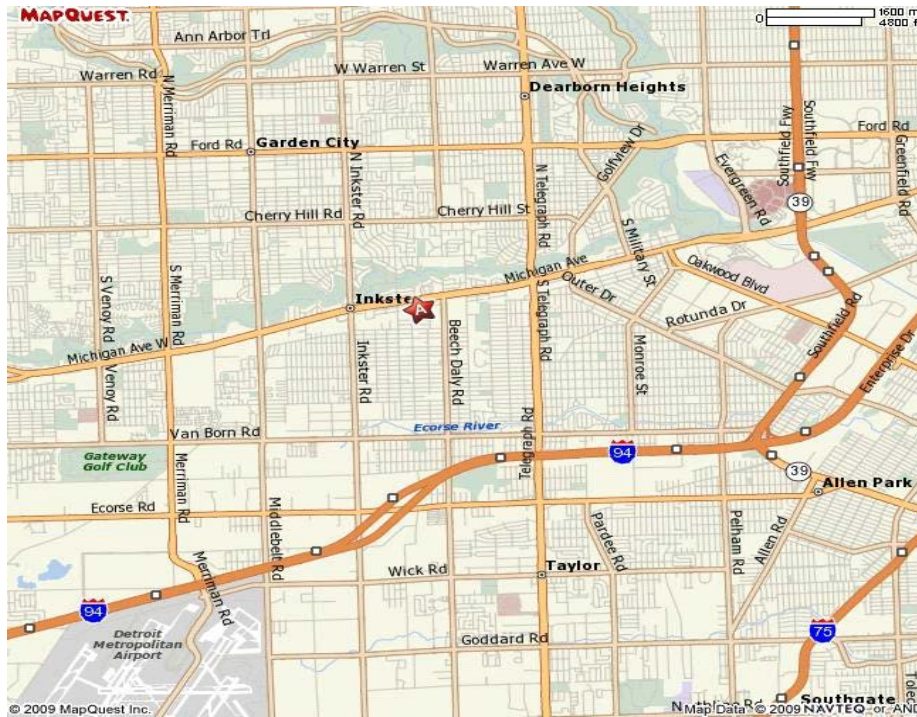 MAPQUEST.
1600 m
0
4800 f
Ann Arbor Trl
W Warren St
Warren Ave W
Warren Rd
Dearborn Heights
N Merriman Rd
Southfield Fwy
Southfield Fwy
Ford Rd
Garden City
Ford Rd
Greenfield Rd
Golfview Dr
Evergreen Rd
N Inkster Rd
N Telegraph Rd
39
Cherry Hill Rd
Cherry Hill St
S Military St
Michigan Ave
Oakwood Blvd
Outer Dr
S Venoy Rd
S Merriman Rd
S Telegraph Rd
Inkste
A
Rotunda Dr
Southfield Rd
Enterprise Dr
Michigan Ave W
Venoy Rd
Inkster Rd
Beech Daly Rd
Monroe St
Ecorse River
Van Born Rd
Telegraph Rd
94
Gateway
Golf Club
Merriman Rd
39
Allen Park
Ecorse Rd
Middlebelt Rd
Pardee Rd
Pelham Rd
Allen Rd
Merriman Rd
Wick Rd
Taylor
94
Detroit
Metropolitan
Airport
Goddard Rd
75
Southgate
© 2009 MapQuest Inc.
Map Data © 2009 NAVTEQ or AND